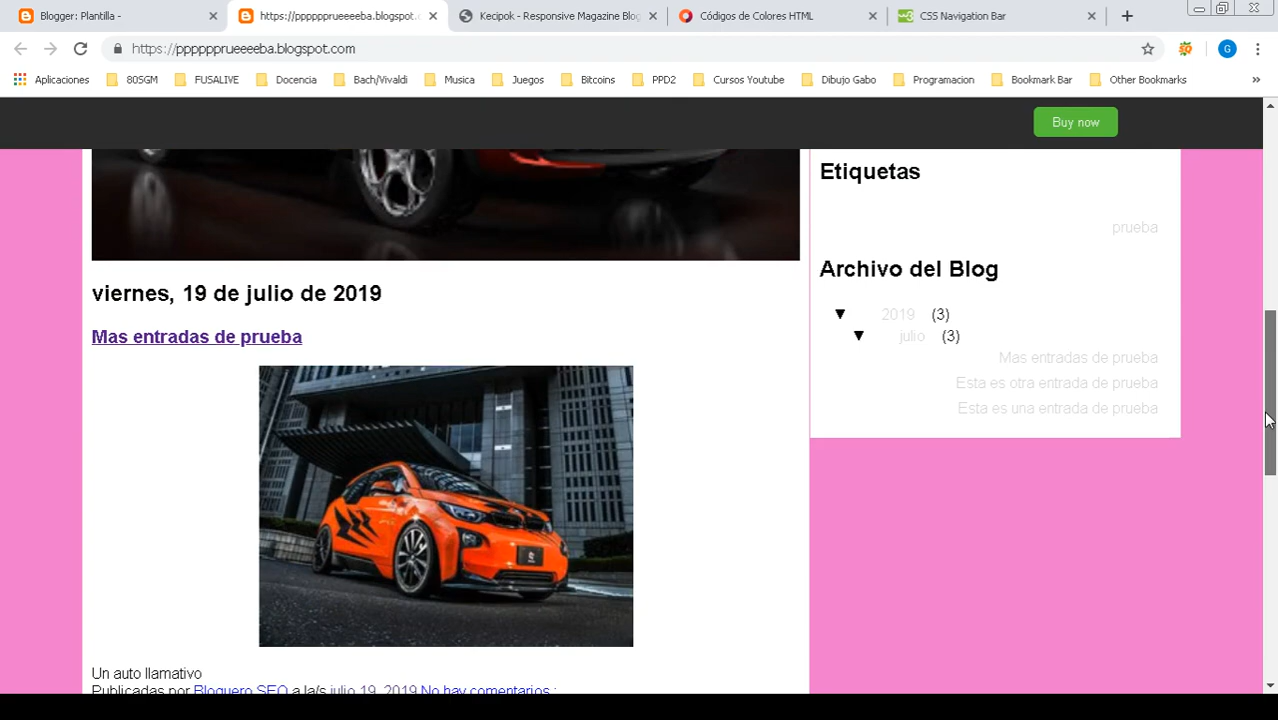 Blogger: Plantilla -
https://ppppppprueeeeba.blogspot.c
Kecipok - Responsive Magazine Blog
Códigos de Colores HTML
CSS Navigation Bar
https://ppppppprueeeeba.blogspot.com
G
Aplicaciones
80SGM
FUSALIVE
Docencia
Bach/Vivaldi
Musica
Juegos
Bitcoins
PPD2
Cursos Youtube
Dibujo Gabo
Programacion
Bookmark Bar
Other Bookmarks
Buy now
viernes, 19 de julio de 2019
Mas entradas de prueba
Un auto llamativo
Publicadas por Bloguero SEO a la/s julio 19, 2019 No hay comentarios.:
Etiquetas
prueba
Archivo del Blog
▼ 2019 (3)
▼ julio (3)
Mas entradas de prueba
Esta es otra entrada de prueba
Esta es una entrada de prueba